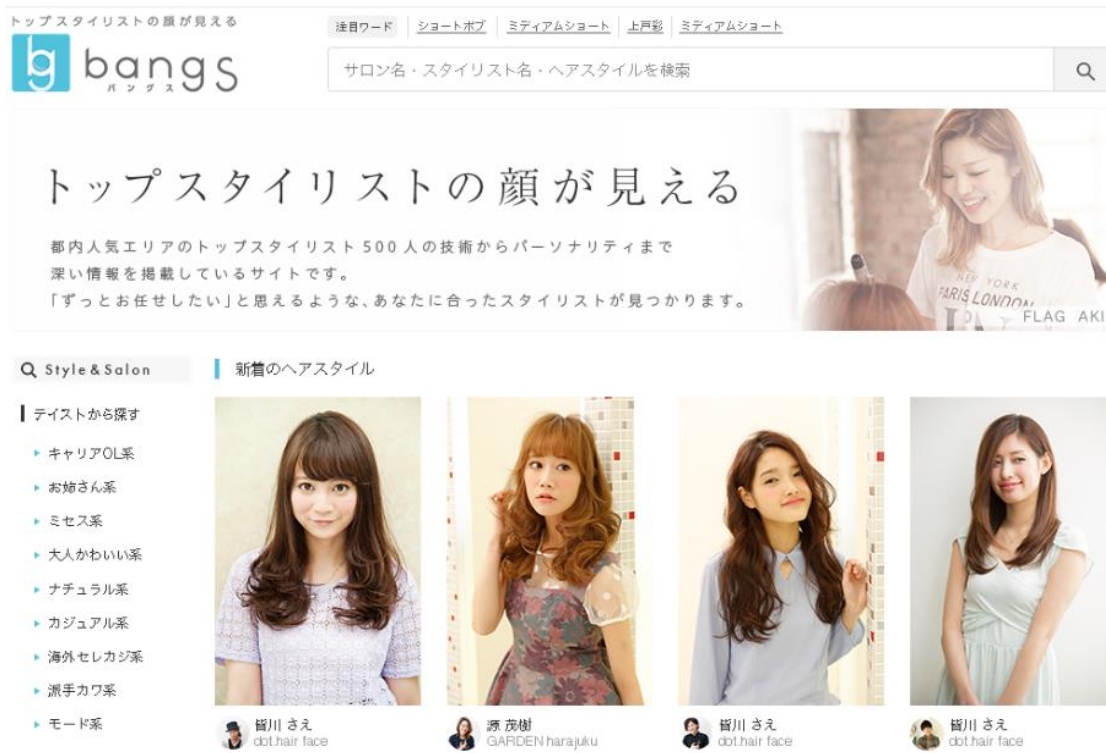 トップスタイリストの顔が見える
bg bangs
バングス
注目ワード ショートボブ ミディアムショート 上戸彩 ミディアムショート
サロン名・スタイリスト名・ヘアスタイルを検索
トップスタイリストの顔が見える
都内人気エリアのトップスタイリスト500人の技術からパーソナリティまで
深い情報を掲載しているサイトです。
「ずっとお任せしたい」と思えるような、あなたに合ったスタイリストが見つかります。
NEW YORK
PARIS LONDON
FLAG AKI
Style&Salon
テイストから探す
キャリアOL系
お姉さん系
ミセス系
大人かわいい系
ナチュラル系
カジュアル系
海外セレカジ系
派手カワ系
モード系
新着のヘアスタイル
皆川 さえ
dot.hair face
源 茂樹
GARDEN harajuku
皆川 さえ
dot.hair face
皆川 さえ
dot.hair face